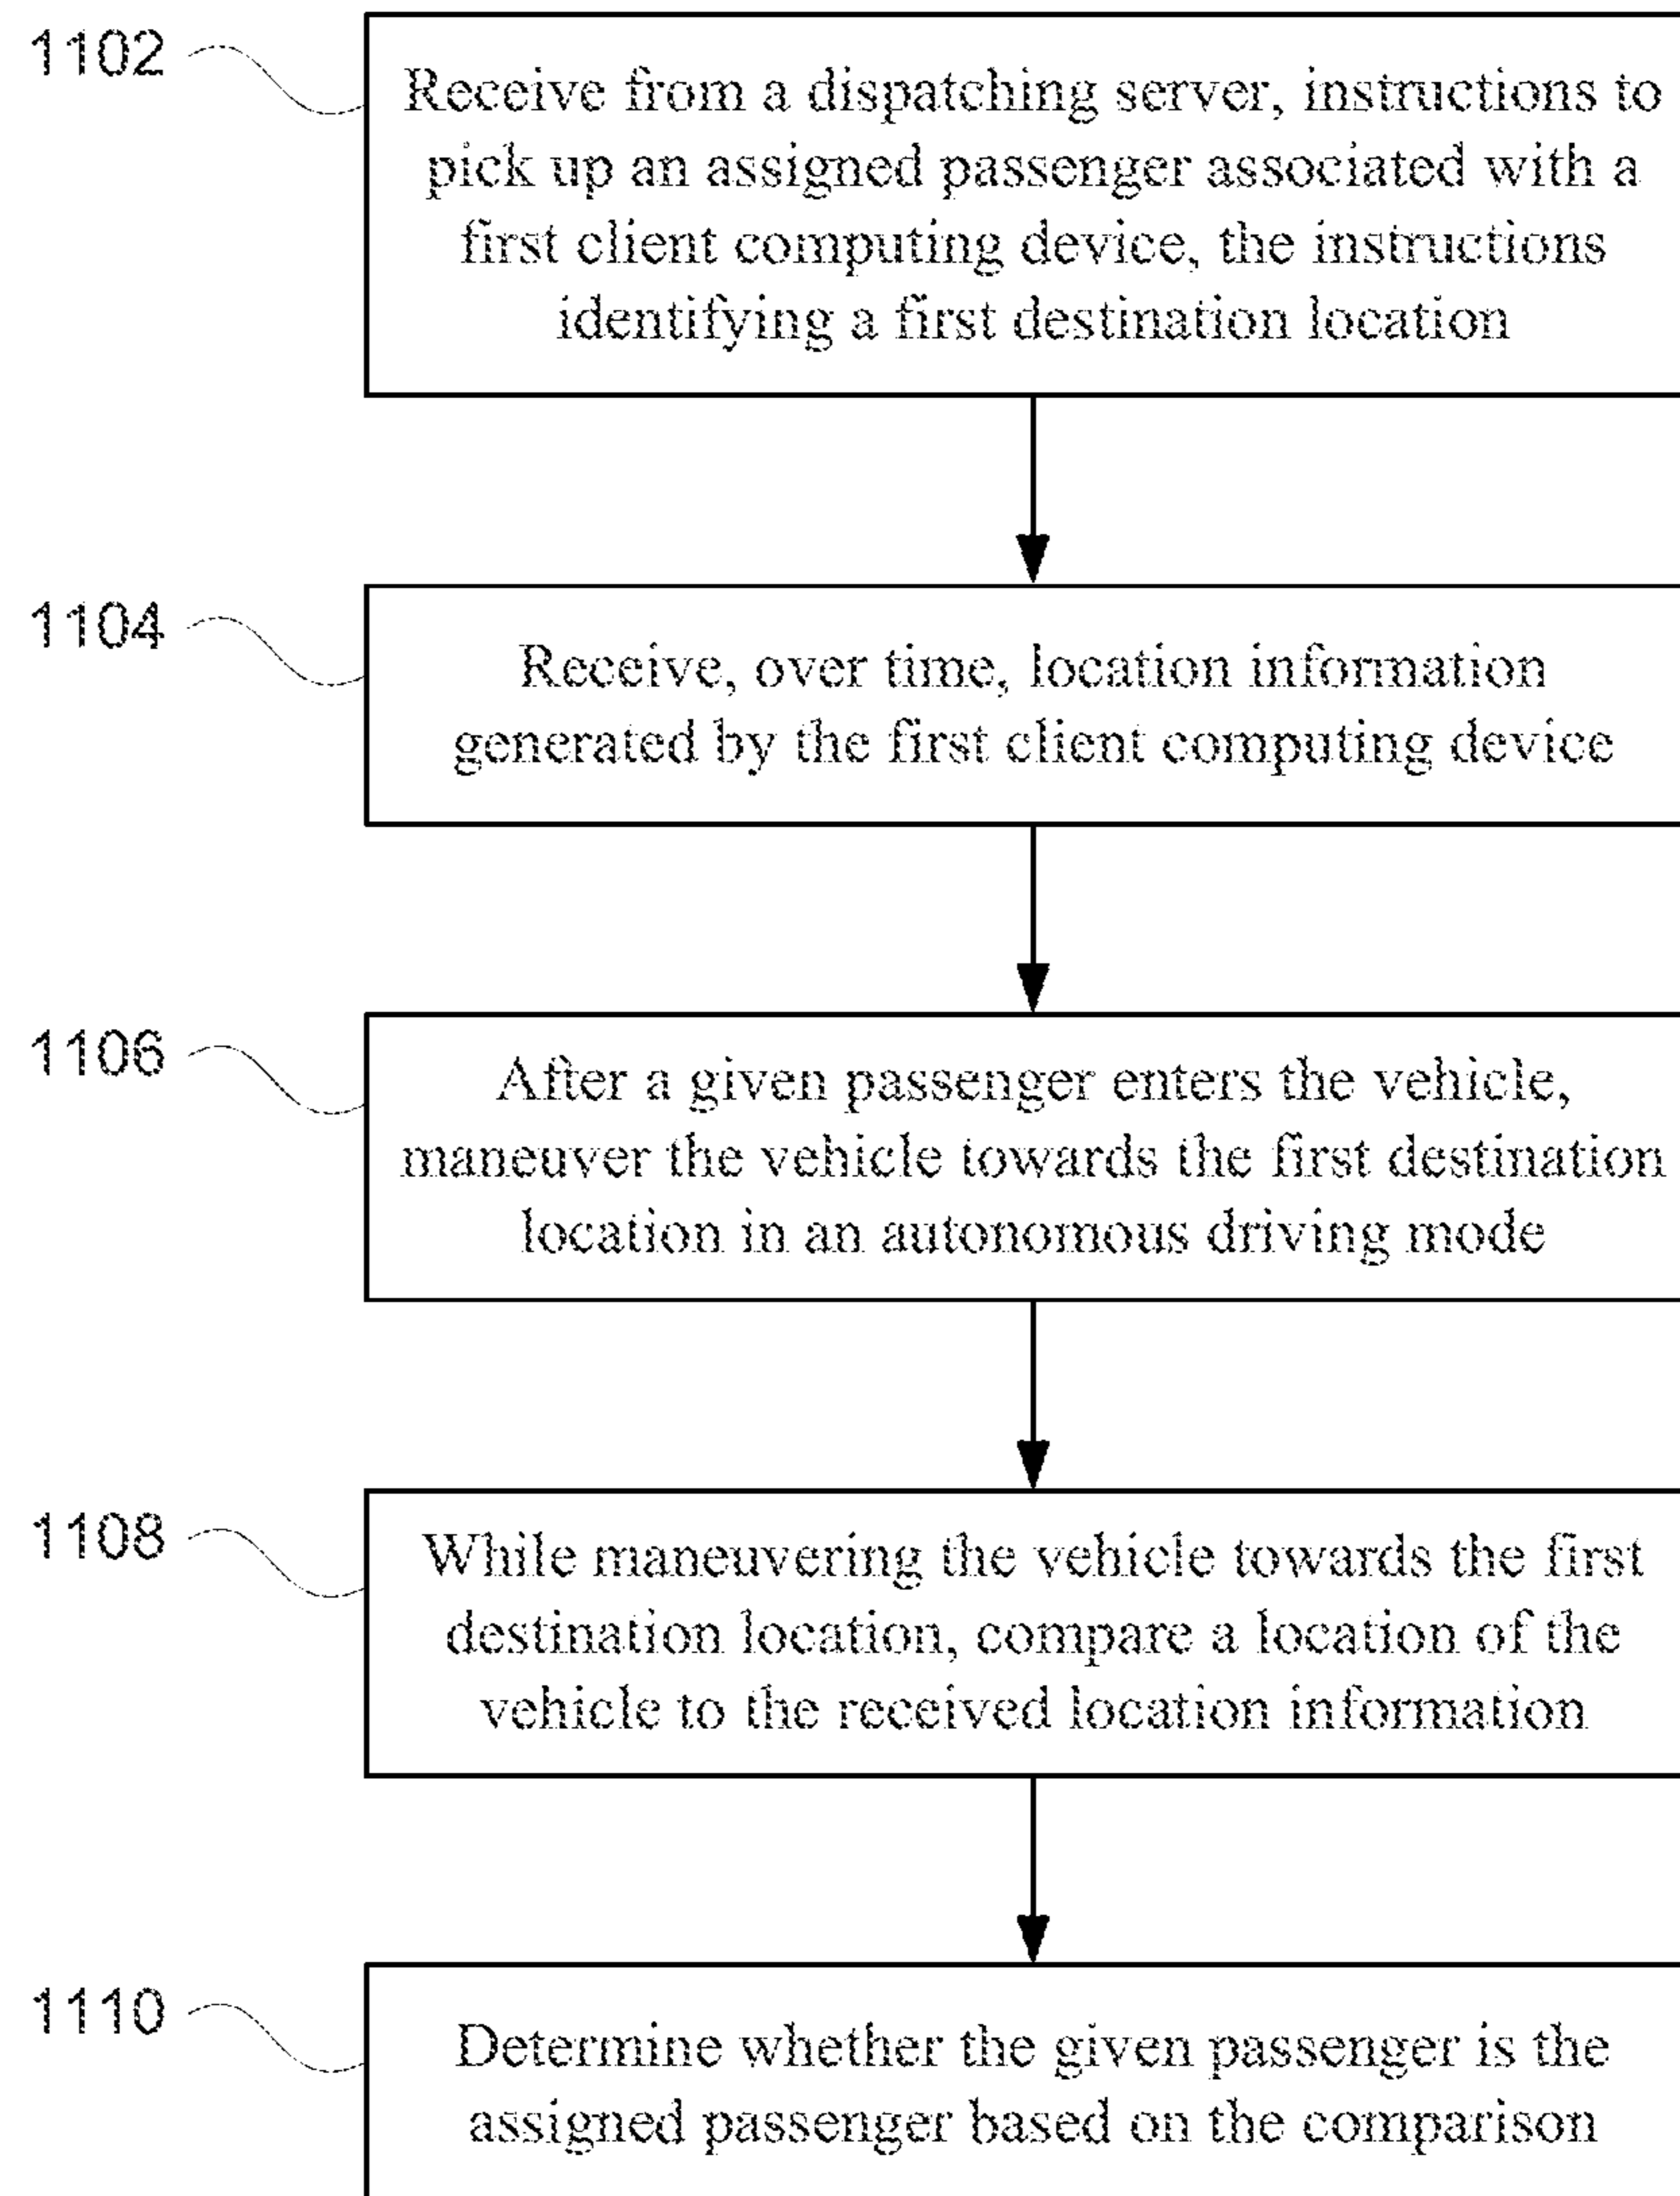 1102
Receive from a dispatching server, instructions to
pick up an assigned passenger associated with a
first client computing device, the instructions
identifying a first destination location
1104
Receive, over time, location information
generated by the first client computing device
1106
After a given passenger enters the vehicle,
maneuver the vehicle towards the first destination
location in an autonomous driving mode
1108
While maneuvering the vehicle towards the first
destination location, compare a location of the
vehicle to the received location information
1110
Determine whether the given passenger is the
assigned passenger based on the comparison